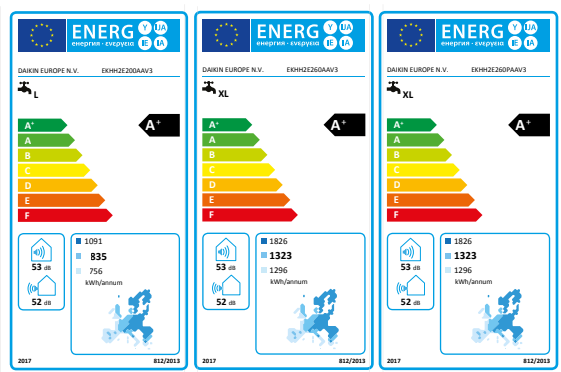 ENERG Y IJA
енергия · ενεργεια IE IA
DAIKIN EUROPE N.V. EKHH2E200AAV3
L
A+
A+
A
B
C
D
E
F
53 dB
52 dB
1091
835
756
kWh/annum
2017 812/2013
ENERG Y IJA
енергия · ενεργεια IE IA
DAIKIN EUROPE N.V. EKHH2E260AAV3
XL
A+
A+
A
B
C
D
E
F
53 dB
52 dB
1826
1323
1296
kWh/annum
2017 812/2013
ENERG Y IJA
енергия · ενεργεια IE IA
DAIKIN EUROPE N.V. EKHH2E260PAAV3
XL
A+
A+
A
B
C
D
E
F
53 dB
52 dB
1826
1323
1296
kWh/annum
2017 812/2013